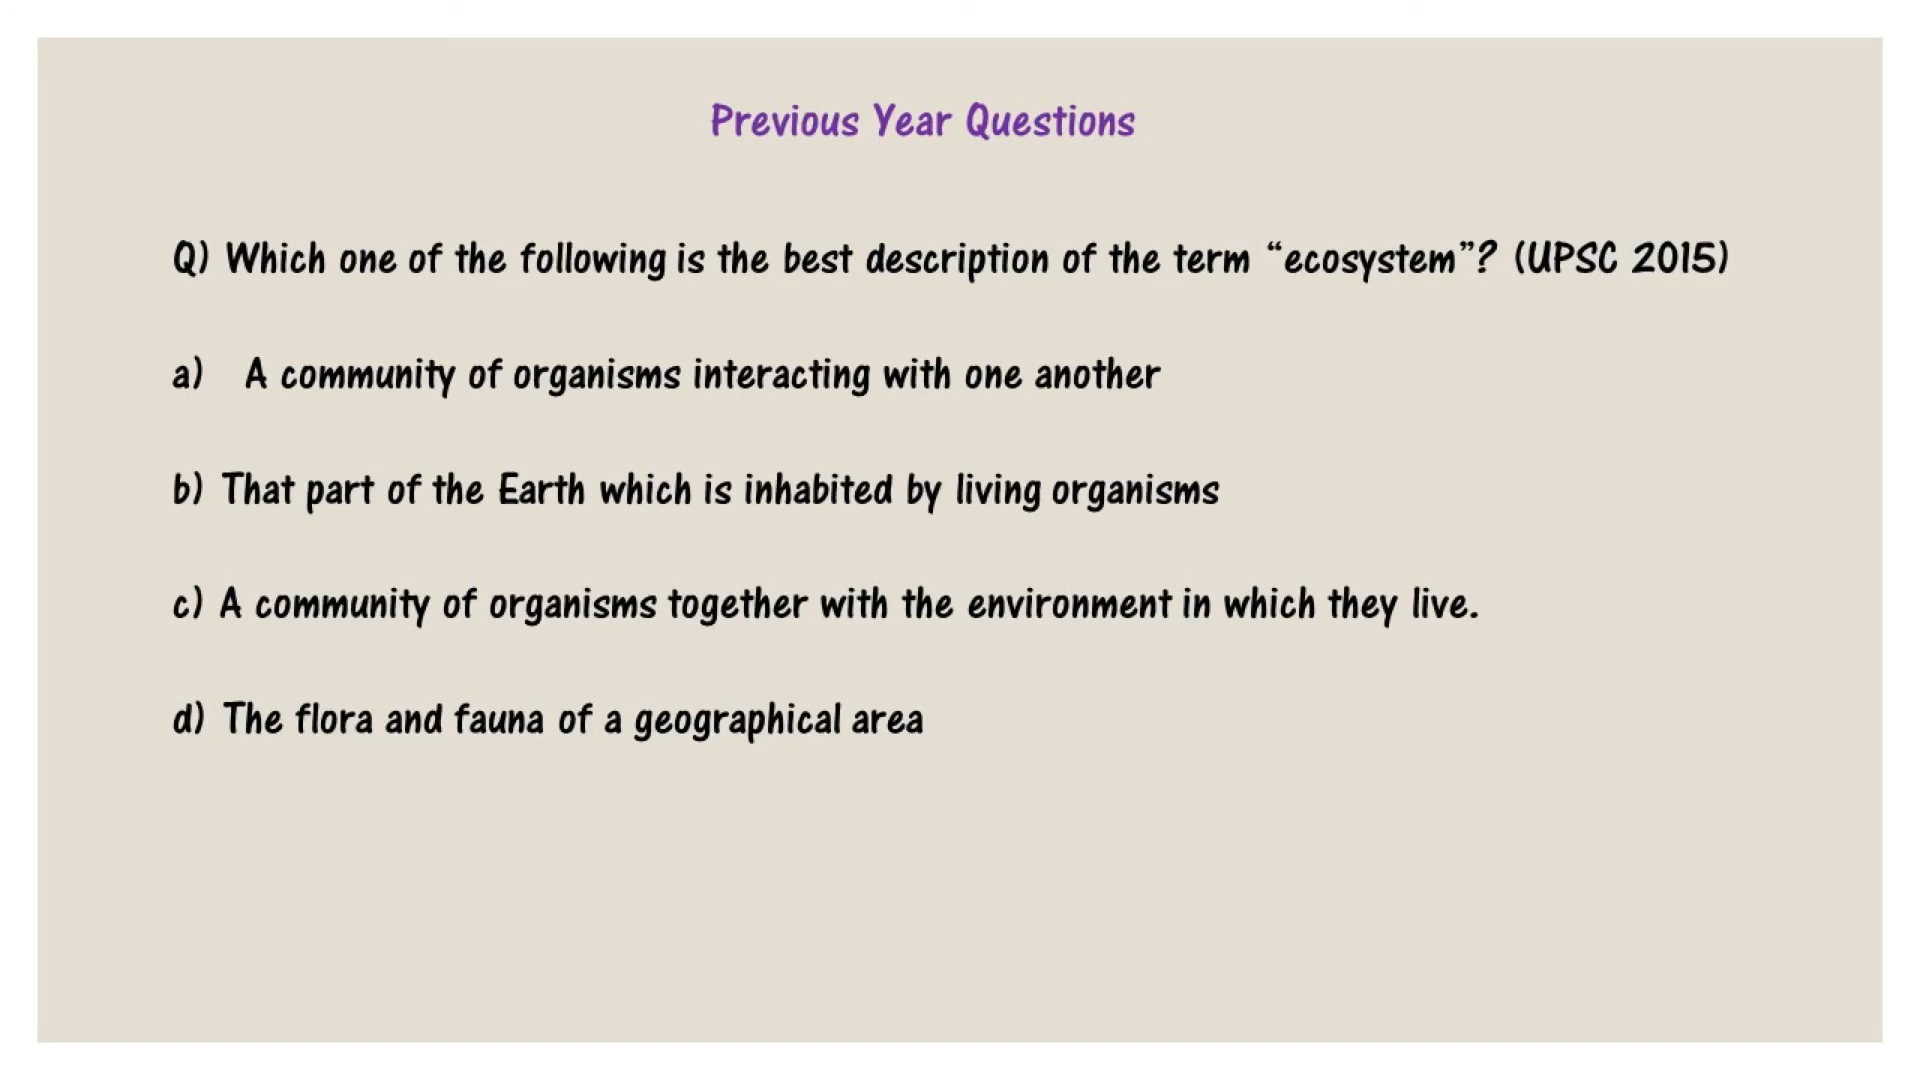 Previous Year Questions
Q) Which one of the following is the best description of the term “ecosystem”? (UPSC 2015)
a) A community of organisms interacting with one another
b) That part of the Earth which is inhabited by living organisms
c) A community of organisms together with the environment in which they live.
d) The flora and fauna of a geographical area